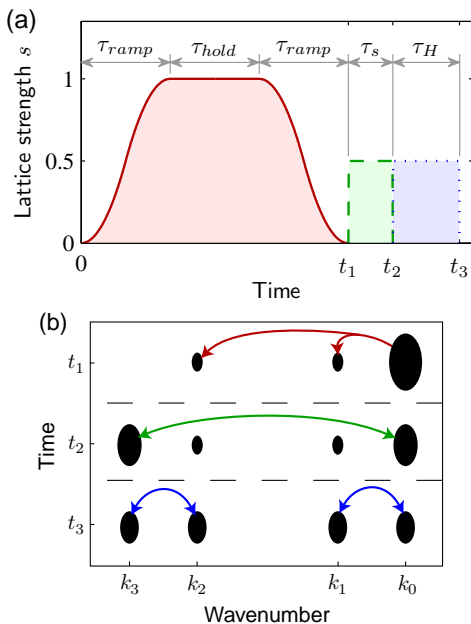 (a)
τramp τhold τramp τs τH
Lattice strength s
1
0.5
0
0 t1 t2 t3
Time
(b)
Time
t1
t2
t3
k3 k2 k1 k0
Wavenumber